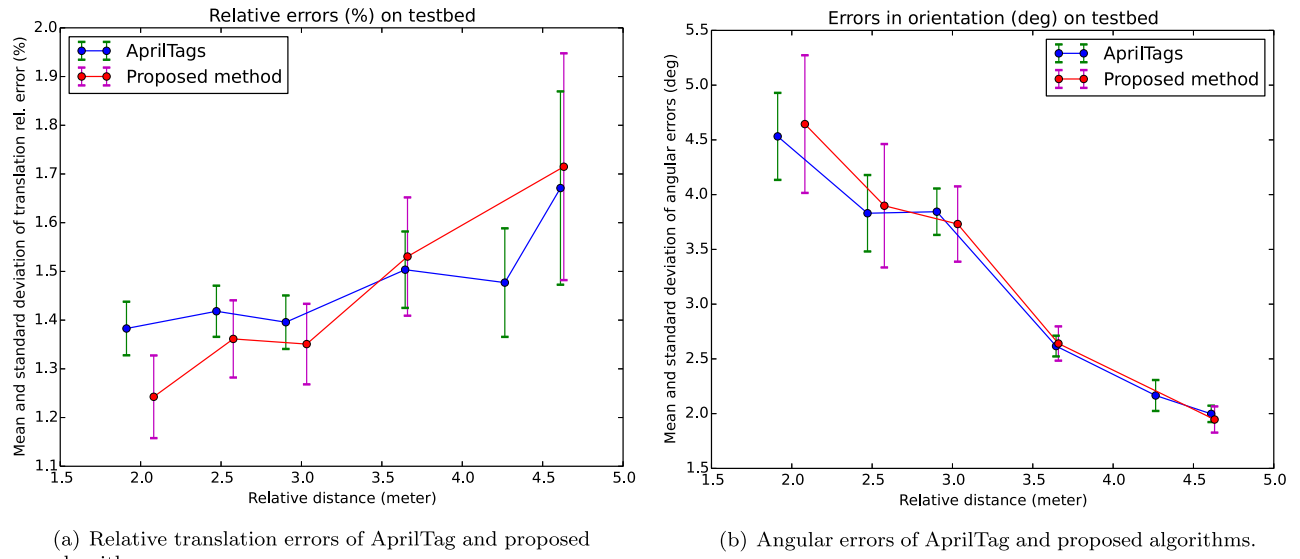 Relative errors (%) on testbed
Mean and standard deviation of translation rel. error (%)
2.0
1.9
1.8
1.7
1.6
1.5
1.4
1.3
1.2
1.1
AprilTags
Proposed method
1.5 2.0 2.5 3.0 3.5 4.0 4.5 5.0
Relative distance (meter)
(a) Relative translation errors of AprilTag and proposed
Errors in orientation (deg) on testbed
Mean and standard deviation of angular errors (deg)
5.0
4.5
4.0
3.5
3.0
2.5
2.0
1.5
AprilTags
Proposed method
1.5 2.0 2.5 3.0 3.5 4.0 4.5 5.0
Relative distance (meter)
(b) Angular errors of AprilTag and proposed algorithms.